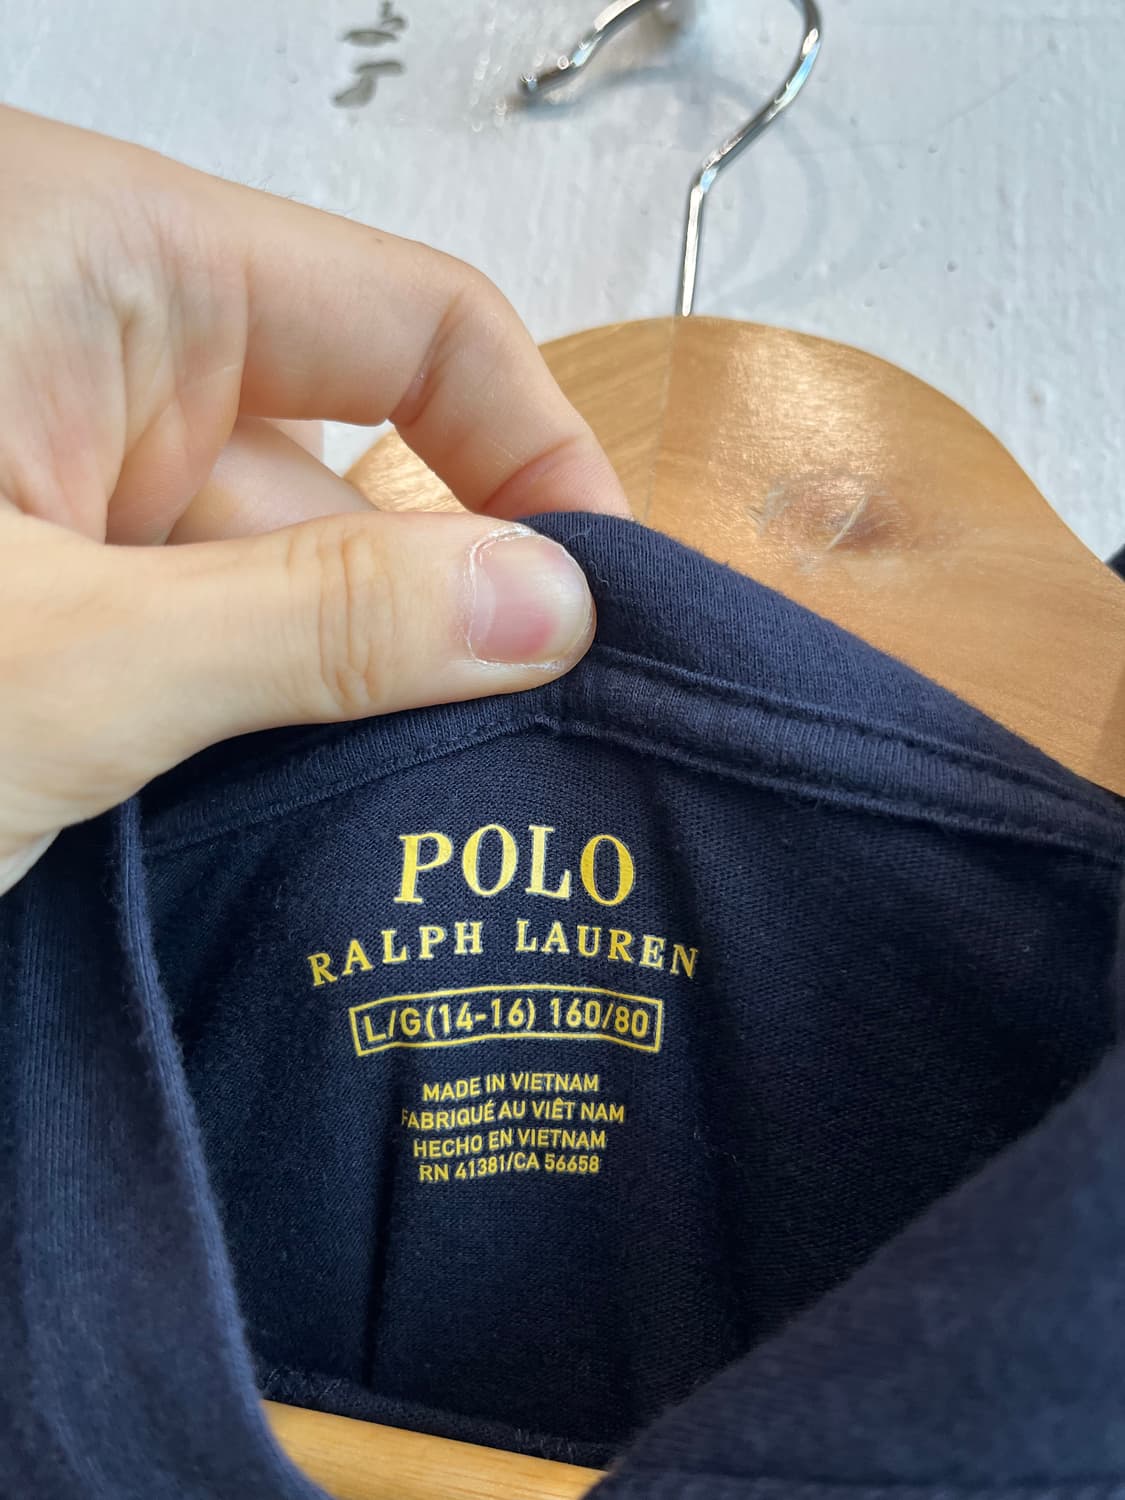 POLO
RALPH LAUREN
L/G(14-16) 160/80
MADE IN VIETNAM
FABRIQUÉ AU VIÊT NAM
HECHO EN VIETNAM
RN 41381/CA 56658